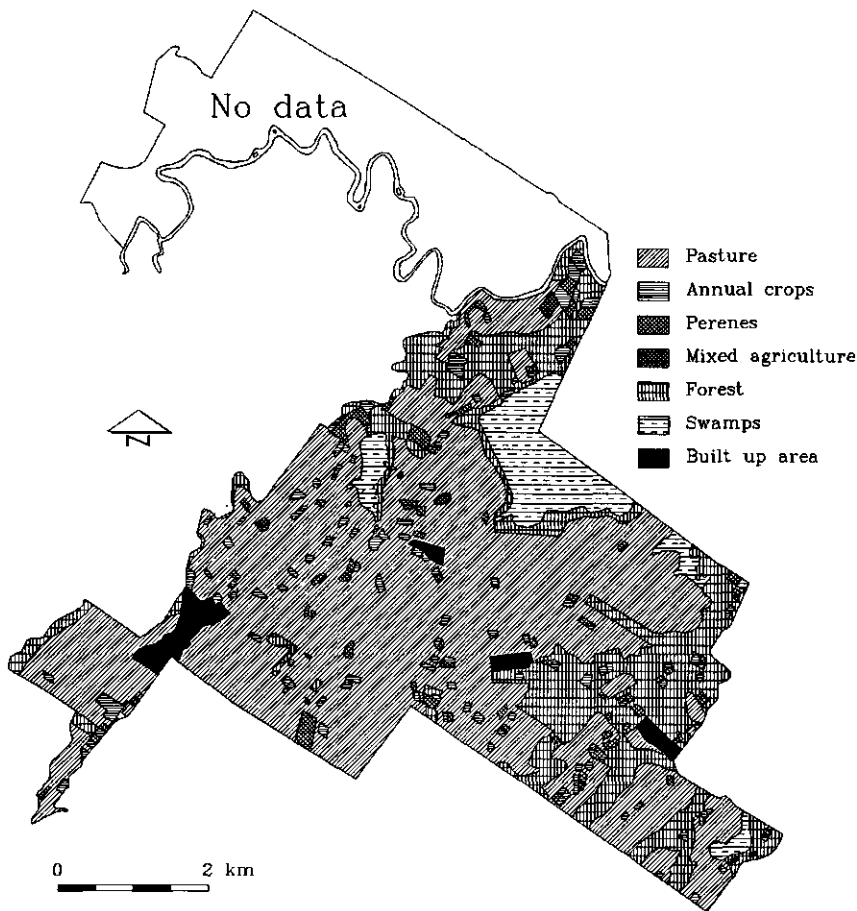 No data
Pasture
Annual crops
Perenes
Mixed agriculture
Forest
Swamps
Built up area
N
0 2 km